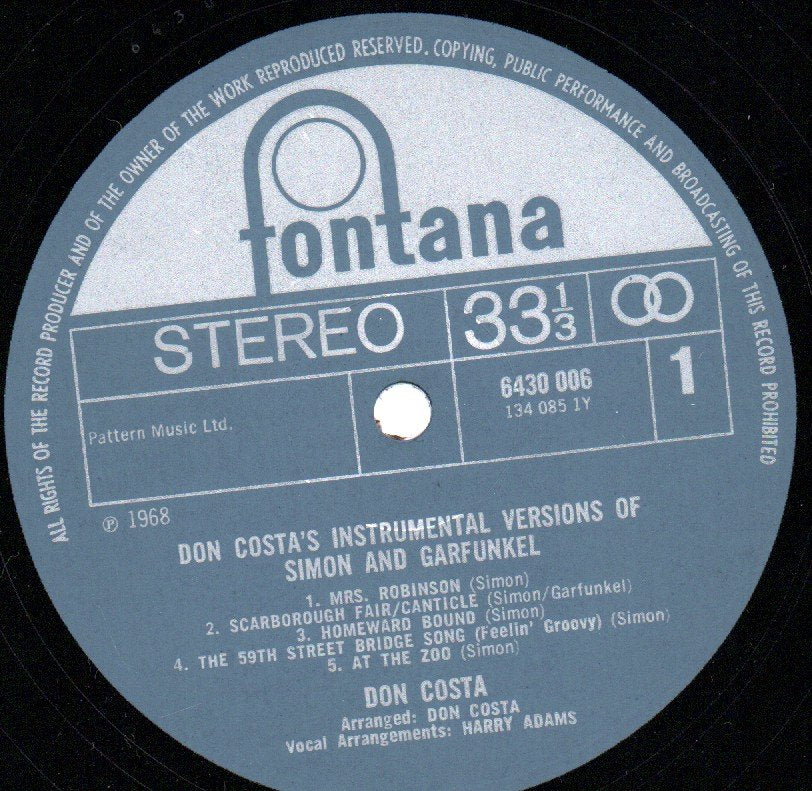 ALL RIGHTS OF THE RECORD PRODUCER AND OF THE OWNER OF THE WORK REPRODUCED RESERVED. COPYING, PUBLIC PERFORMANCE AND BROADCASTING OF THIS RECORD PROHIBITED
fontana
STEREO 33⅓
6430 006 1
134 085 1Y
Pattern Music Ltd.
℗ 1968
DON COSTA'S INSTRUMENTAL VERSIONS OF
SIMON AND GARFUNKEL
1. MRS. ROBINSON (Simon)
2. SCARBOROUGH FAIR/CANTICLE (Simon/Garfunkel)
3. HOMEWARD BOUND (Simon)
4. THE 59TH STREET BRIDGE SONG (Feelin' Groovy) (Simon)
5. AT THE ZOO (Simon)
DON COSTA
Arranged: DON COSTA
Vocal Arrangements: HARRY ADAMS